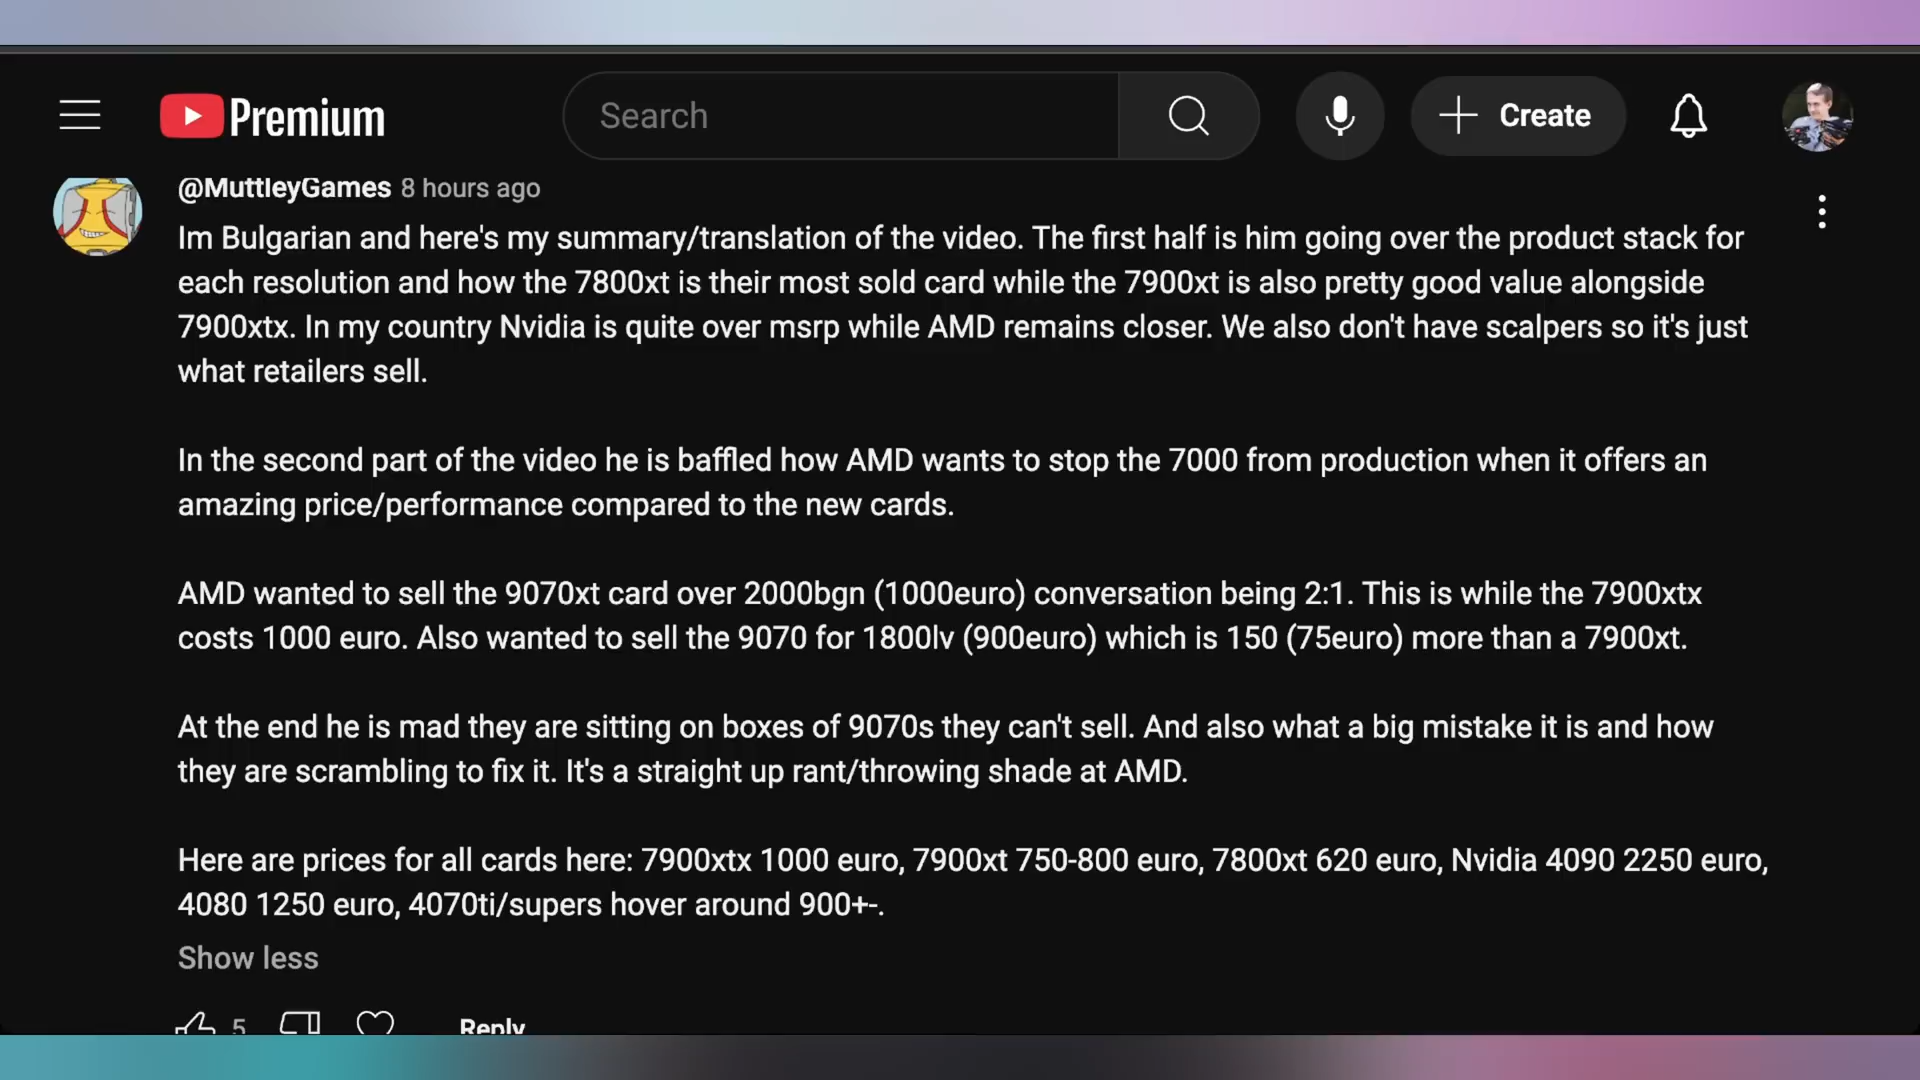 Premium
Search
Create
@MuttleyGames 8 hours ago
Im Bulgarian and here's my summary/translation of the video. The first half is him going over the product stack for
each resolution and how the 7800xt is their most sold card while the 7900xt is also pretty good value alongside
7900xtx. In my country Nvidia is quite over msrp while AMD remains closer. We also don't have scalpers so it's just
what retailers sell.
In the second part of the video he is baffled how AMD wants to stop the 7000 from production when it offers an
amazing price/performance compared to the new cards.
AMD wanted to sell the 9070xt card over 2000bgn (1000euro) conversation being 2:1. This is while the 7900xtx
costs 1000 euro. Also wanted to sell the 9070 for 1800lv (900euro) which is 150 (75euro) more than a 7900xt.
At the end he is mad they are sitting on boxes of 9070s they can't sell. And also what a big mistake it is and how
they are scrambling to fix it. It's a straight up rant/throwing shade at AMD.
Here are prices for all cards here: 7900xtx 1000 euro, 7900xt 750-800 euro, 7800xt 620 euro, Nvidia 4090 2250 euro,
4080 1250 euro, 4070ti/supers hover around 900+-.
Show less
5 Reply